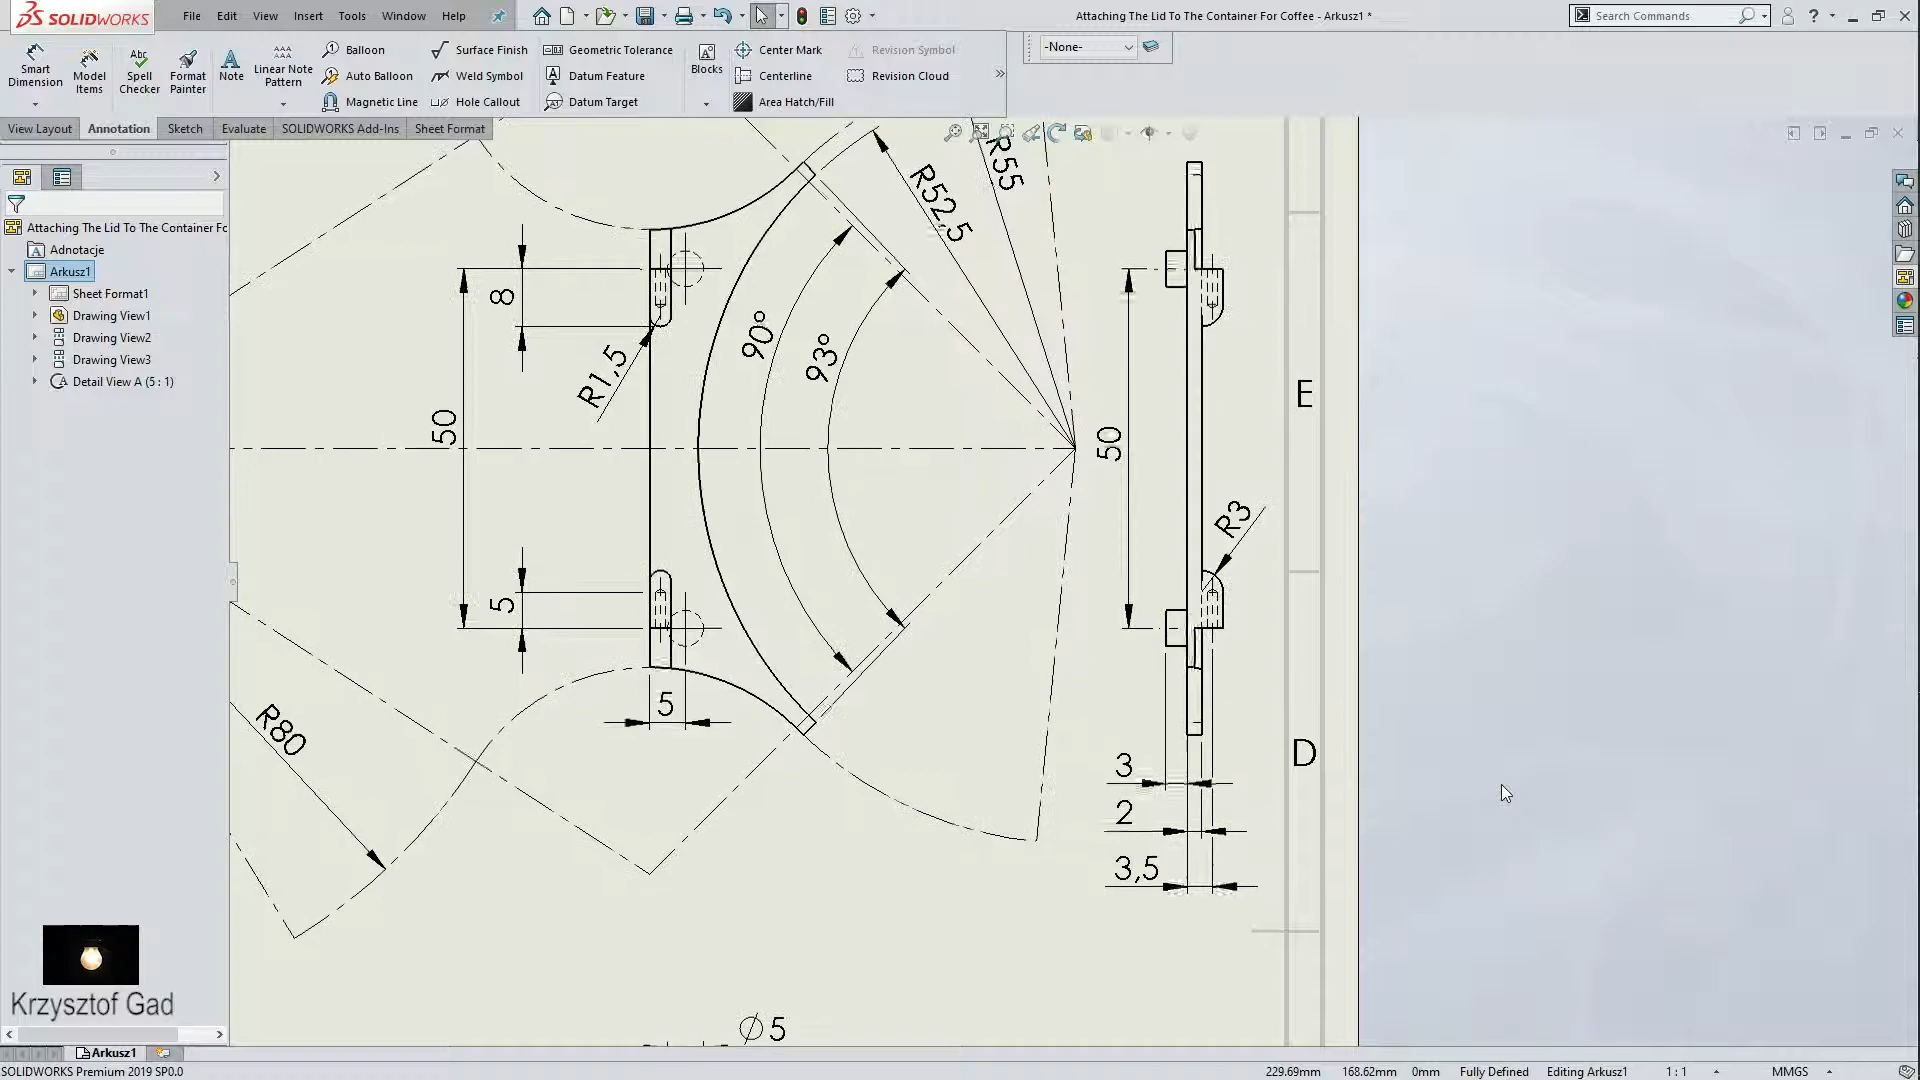 SOLIDWORKS
File Edit View Insert Tools Window Help
Attaching The Lid To The Container For Coffee - Arkusz1 *
Search Commands
Smart Dimension
Model Items
Abc
Spell Checker
Format Painter
A
Note
AAA
AAA
Linear Note Pattern
Balloon
Auto Balloon
Magnetic Line
Surface Finish
Weld Symbol
Hole Callout
Geometric Tolerance
Datum Feature
Datum Target
Blocks
Center Mark
Centerline
Area Hatch/Fill
Revision Symbol
Revision Cloud
-None-
View Layout Annotation Sketch Evaluate SOLIDWORKS Add-Ins Sheet Format
Attaching The Lid To The Container Fc
Adnotacje
Arkusz1
Sheet Format1
Drawing View1
Drawing View2
Drawing View3
Detail View A (5 : 1)
R52,5
R55
8
R1,5
90°
93°
50
50
E
R3
5
5
R80
D
3
2
3,5
Ø5
Krzysztof Gad
Arkusz1
SOLIDWORKS Premium 2019 SP0.0
229.69mm 168.62mm 0mm Fully Defined Editing Arkusz1 1 : 1 MMGS